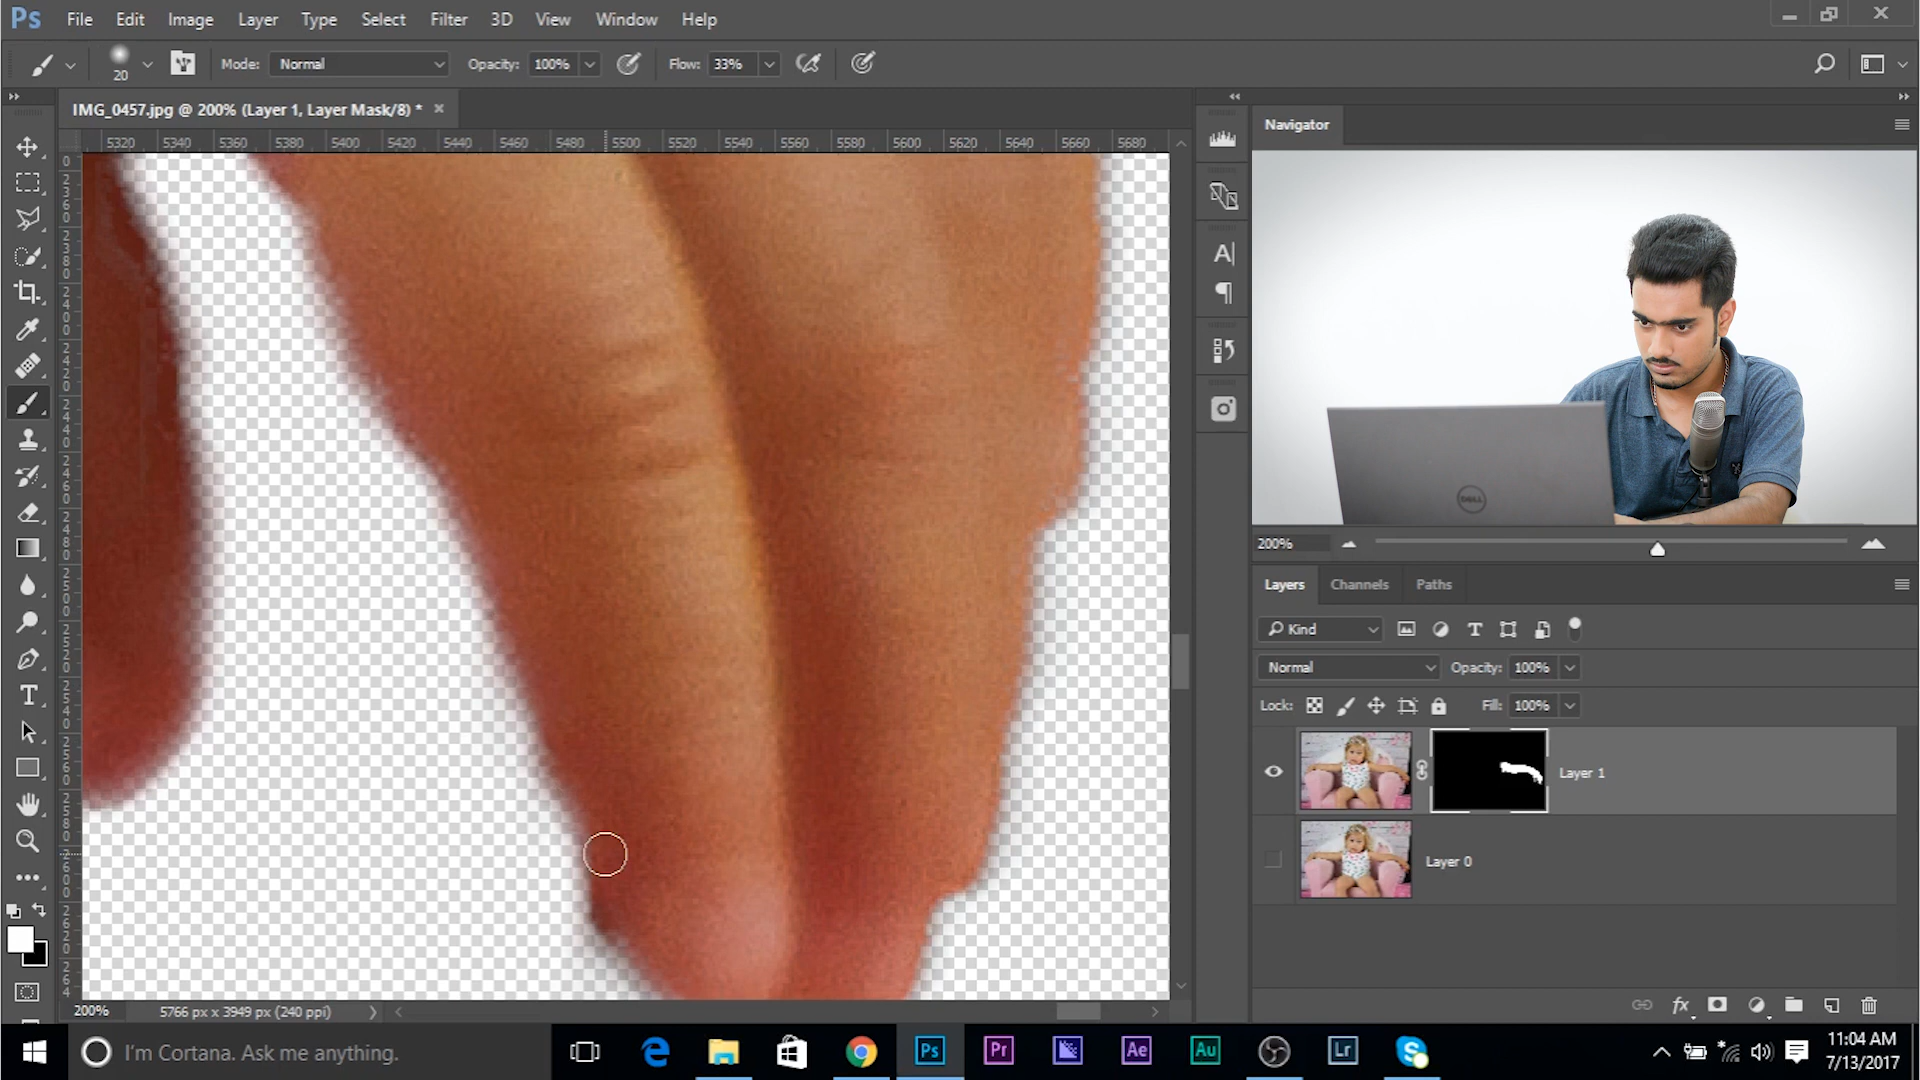 Ps File Edit Image Layer Type Select Filter 3D View Window Help
20 Mode: Normal Opacity: 100% Flow: 33%
IMG_0457.jpg @ 200% (Layer 1, Layer Mask/8) *
5320 5340 5360 5380 5400 5420 5440 5460 5480 5500 5520 5540 5560 5580 5600 5620 5640 5660 5680
Navigator
DELL
200%
Layers Channels Paths
Kind
Normal Opacity: 100%
Lock: Fill: 100%
Layer 1
Layer 0
200% 5766 px x 3949 px (240 ppi)
I'm Cortana. Ask me anything.
Ps Pr Ae Au Lr S
11:04 AM
7/13/2017